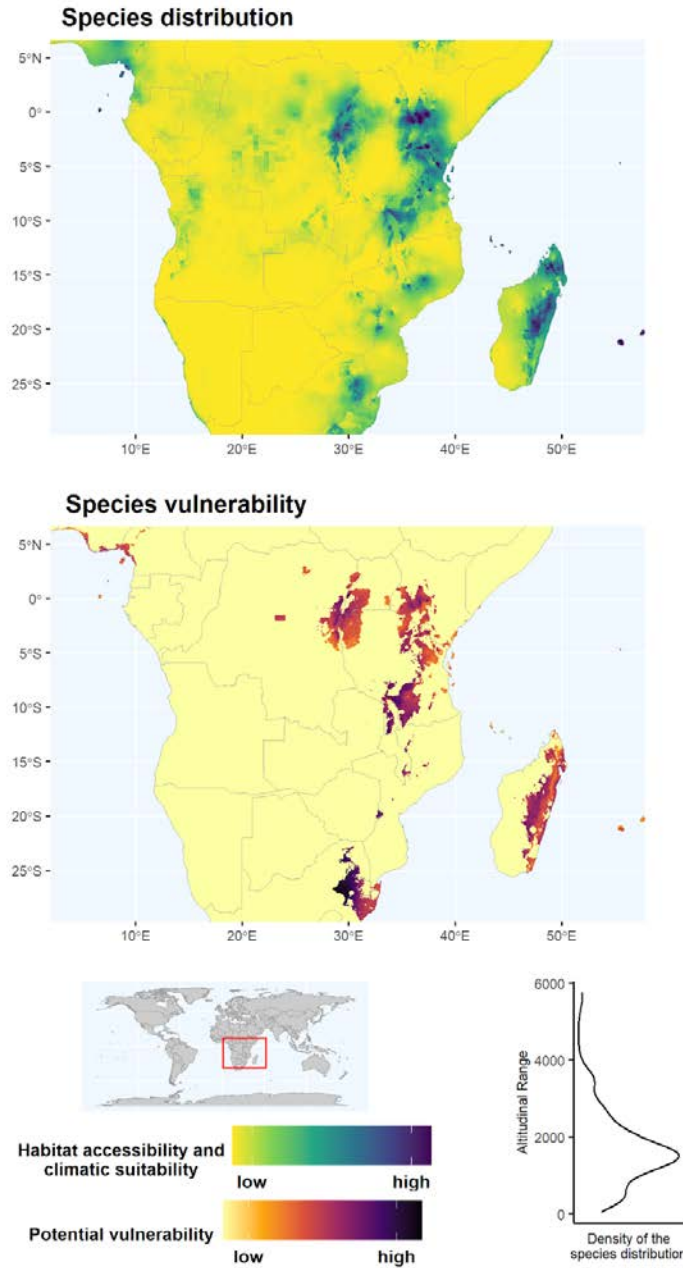 Species distribution
5°N
0°
5°S
10°S
15°S
20°S
25°S
10°E
20°E
30°E
40°E
50°E
Species vulnerability
5°N
0°
5°S
10°S
15°S
20°S
25°S
10°E
20°E
30°E
40°E
50°E
Habitat accessibility and
climatic suitability
low
high
Potential vulnerability
low
high
Altitudinal Range
6000
4000
2000
0
Density of the
species distribution